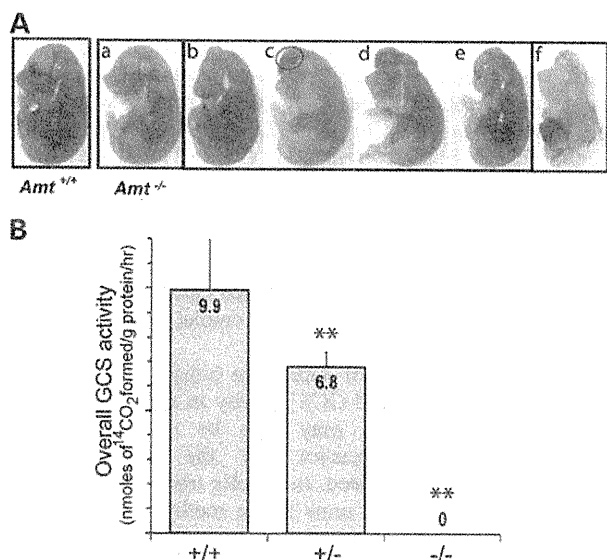 A
a b c d e f
Amt +/+ Amt -/-
B
Overall GCS activity
(nmoles of 14CO2 formed/g protein/hr)
9.9
**
6.8
**
0
+/+ +/- -/-